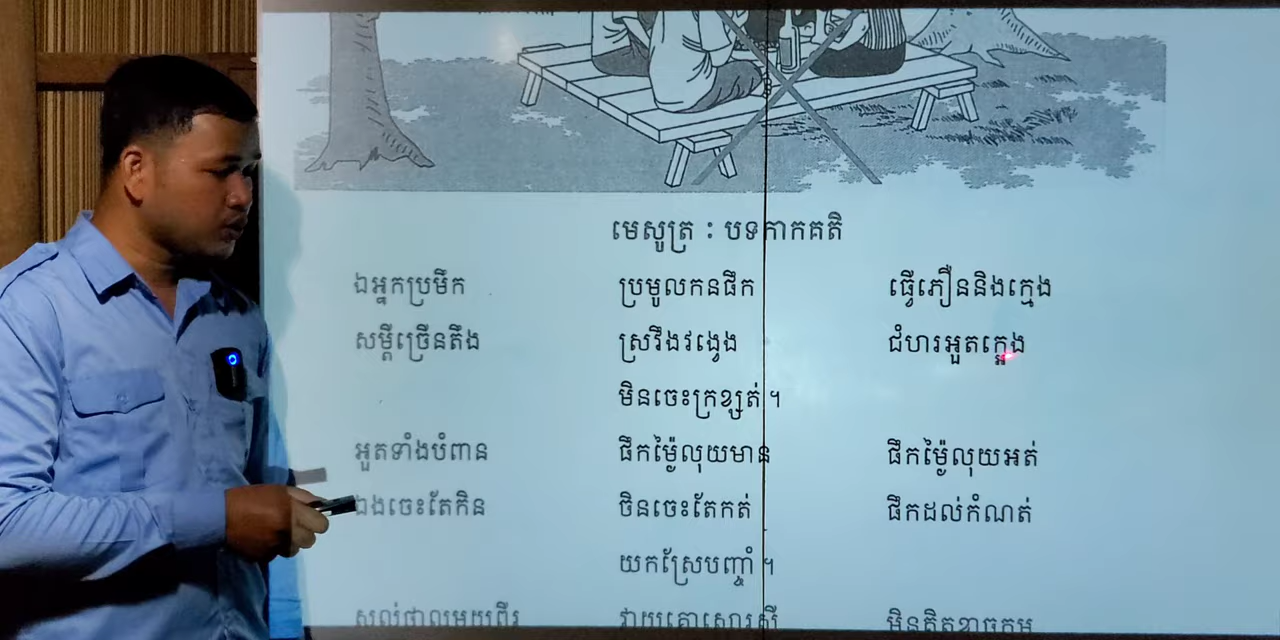 មេសូត្រ ៖ បទកាកគតិ
ឯអ្នកប្រមឹក ប្រមូលកនផឹក ធ្វើភឿននិងក្មេង
សម្ដីច្រើនតឹង ស្រវឹងវង្វេង ជំហរអួតក្អេង
មិនចេះក្រខ្សត់ ។
អួតទាំងបំពាន ផឹកម៉្លៃលុយមាន ផឹកម៉្លៃលុយអត់
ឯងចេះតែកិន ចិនចេះតែកត់ ផឹកដល់កំណត់
យកស្រែបញ្ចាំ ។